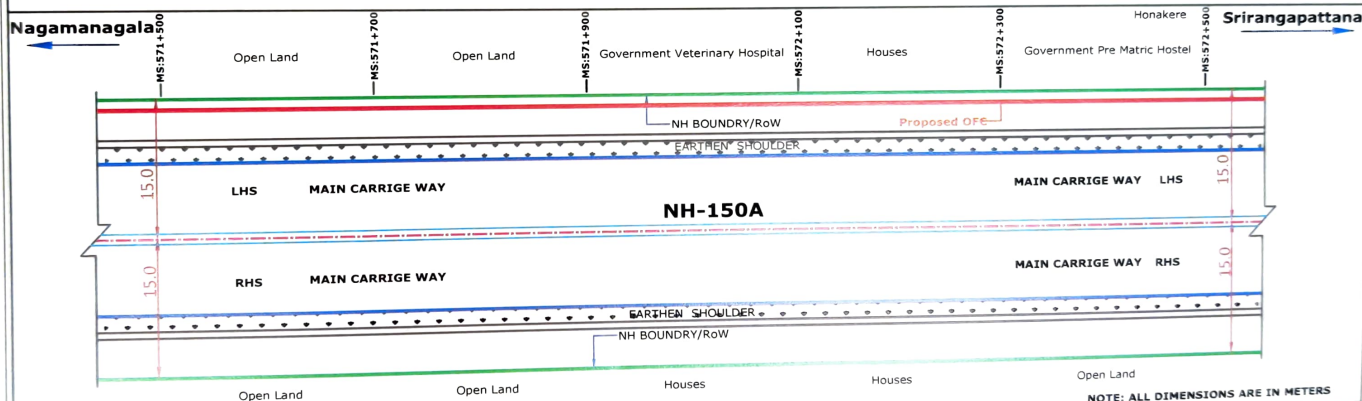 Nagamanagala
MS:571+500
Open Land
MS:571+700
Open Land
MS:571+900
Government Veterinary Hospital
MS:572+100
Houses
MS:572+300
Honakere
Government Pre Matric Hostel
MS:572+500
Srirangapattana
NH BOUNDRY/RoW
Proposed OFC
EARTHEN SHOULDER
15.0
LHS
MAIN CARRIGE WAY
MAIN CARRIGE WAY LHS
15.0
NH-150A
15.0
RHS
MAIN CARRIGE WAY
MAIN CARRIGE WAY RHS
15.0
EARTHEN SHOULDER
NH BOUNDRY/RoW
Open Land
Open Land
Houses
Houses
Open Land
NOTE: ALL DIMENSIONS ARE IN METERS